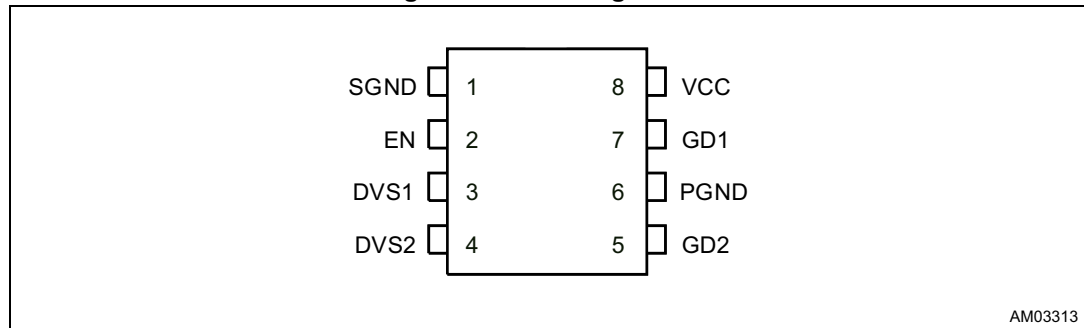 SGND 1 8 VCC
EN 2 7 GD1
DVS1 3 6 PGND
DVS2 4 5 GD2
AM03313